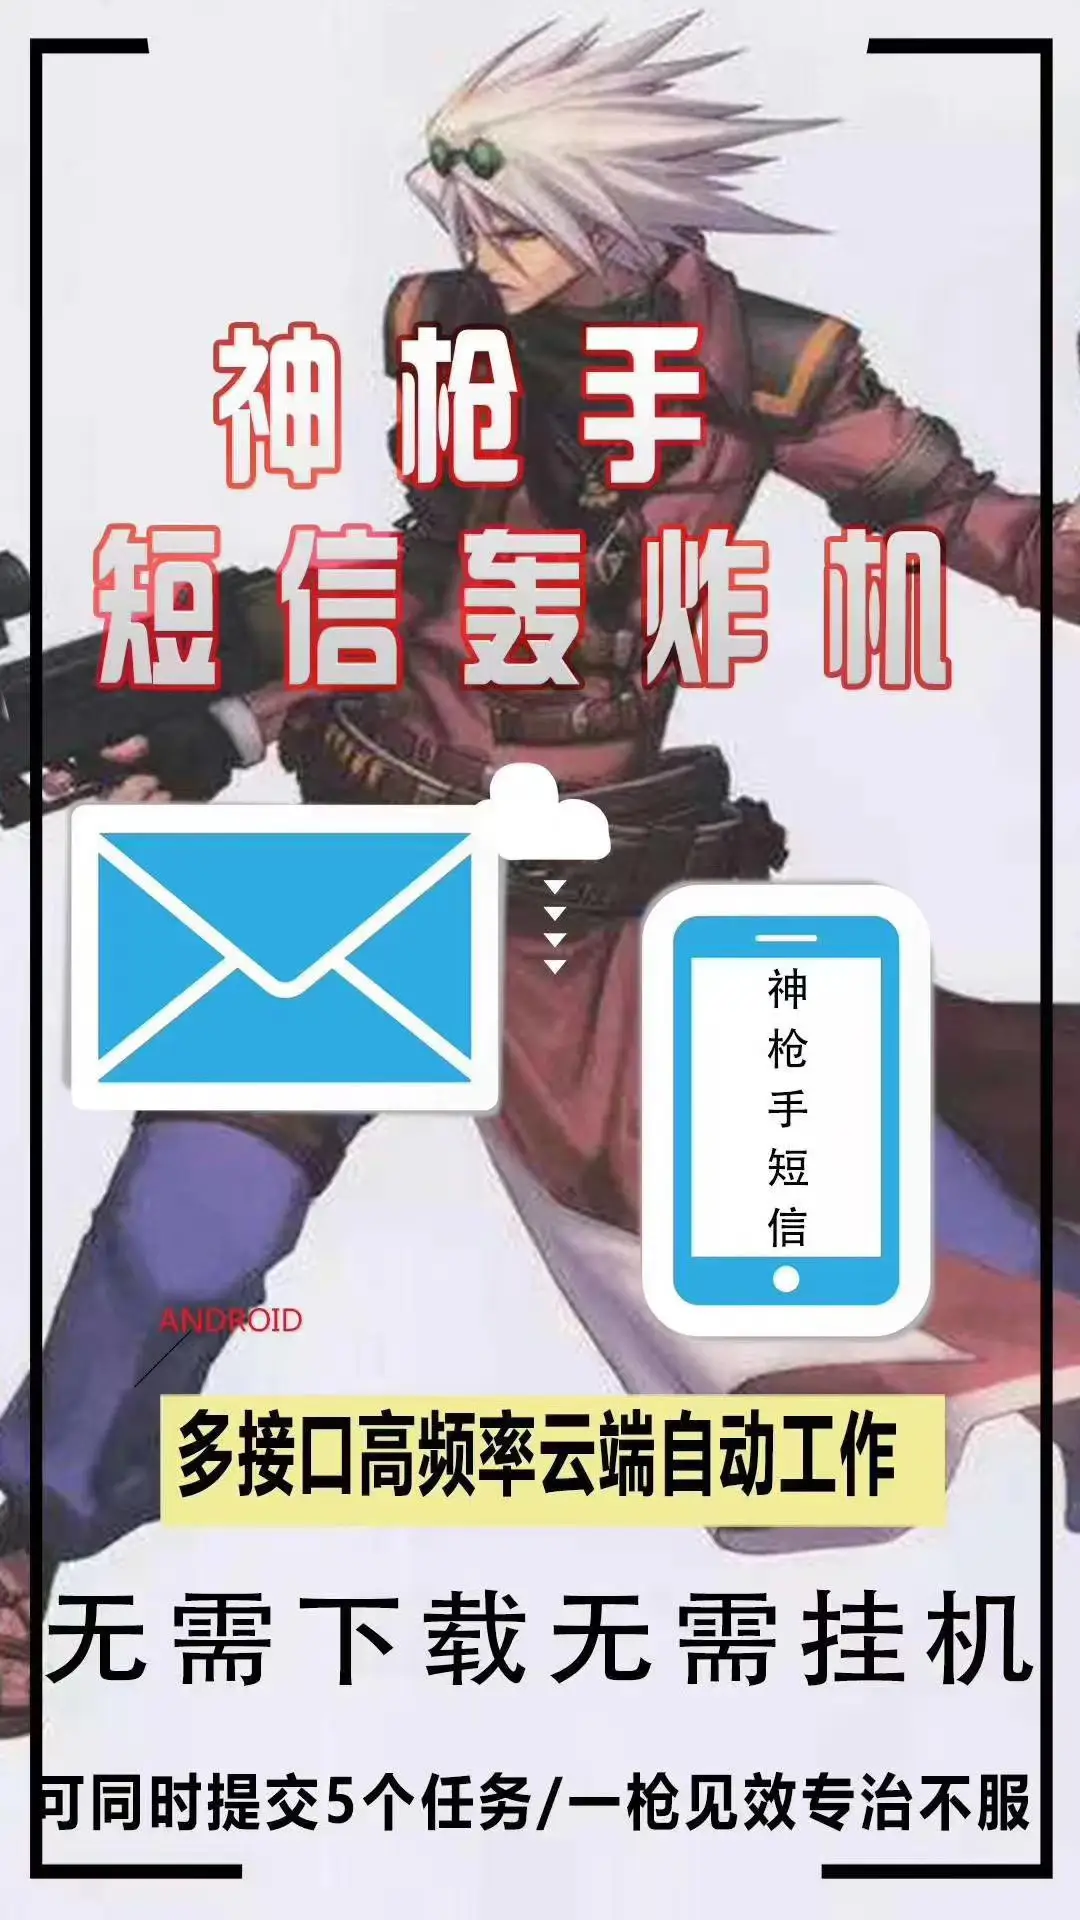 神枪手
短信轰炸机
神
枪
手
短
信
ANDROID
多接口高频率云端自动工作
无需下载无需挂机
可同时提交5个任务/一枪见效专治不服